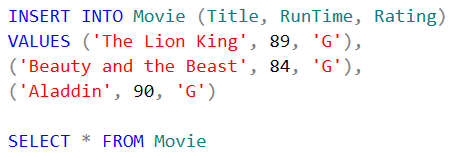 INSERT INTO Movie (Title, RunTime, Rating)
VALUES ('The Lion King', 89, 'G'),
('Beauty and the Beast', 84, 'G'),
('Aladdin', 90, 'G')
SELECT * FROM Movie